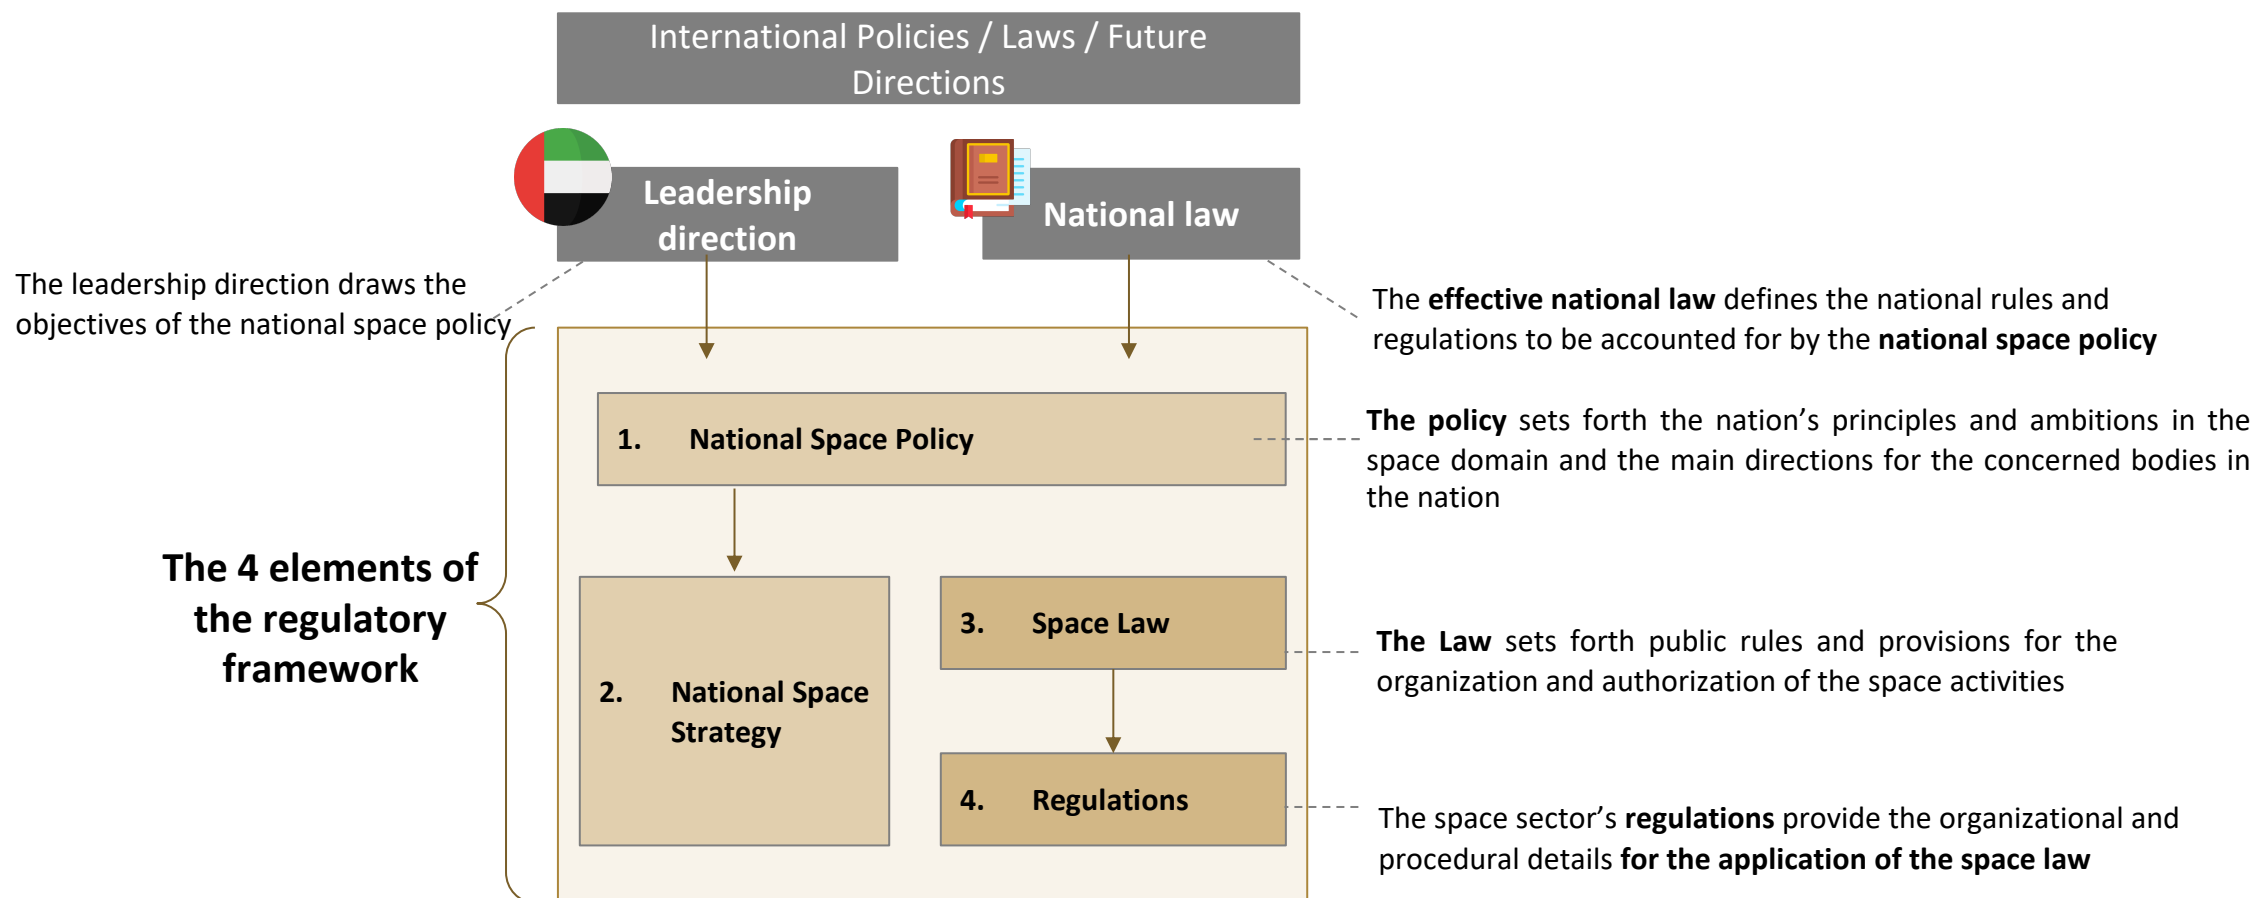 International Policies / Laws / Future
Directions
Leadership
direction
National law
The leadership direction draws the
objectives of the national space policy
The effective national law defines the national rules and
regulations to be accounted for by the national space policy
1. National Space Policy
The policy sets forth the nation’s principles and ambitions in the
space domain and the main directions for the concerned bodies in
the nation
The 4 elements of
the regulatory
framework
2. National Space
Strategy
3. Space Law
The Law sets forth public rules and provisions for the
organization and authorization of the space activities
4. Regulations
The space sector’s regulations provide the organizational and
procedural details for the application of the space law